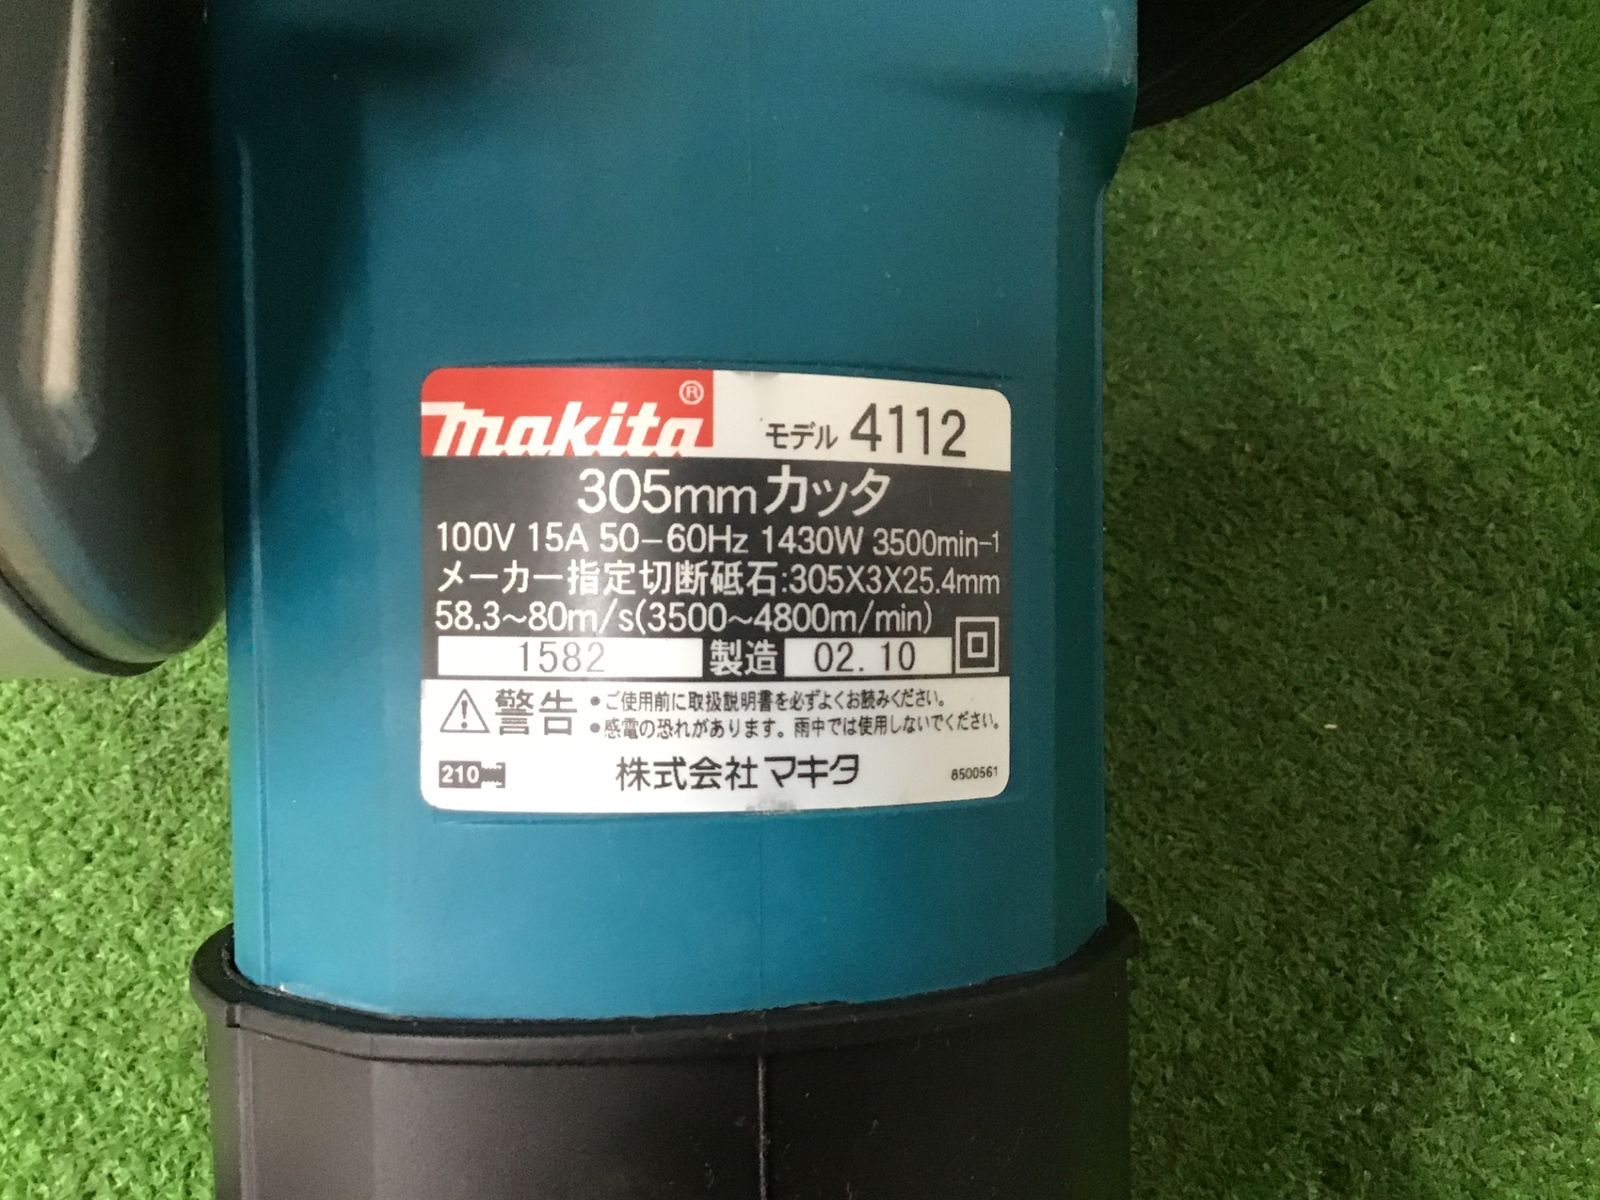 makita®
モデル 4112
305mmカッタ
100V 15A 50-60Hz 1430W 3500min-1
メーカー指定切断砥石:305X3X25.4mm
58.3~80m/s(3500~4800m/min)
1582 製造 02.10
警告 •ご使用前に取扱説明書を必ずよくお読みください。
•感電の恐れがあります。雨中では使用しないでください。
210 株式会社マキタ 8500561